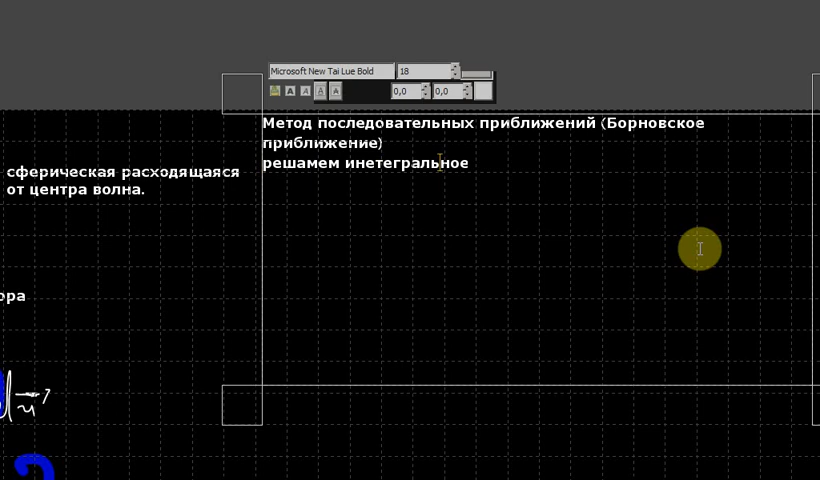 Microsoft New Tai Lue Bold 18
A A A A 0,0 0,0
Метод последовательных приближений (Борновское
приближение)
решамем инетегральное
сферическая расходящаяся
от центра волна.
ора